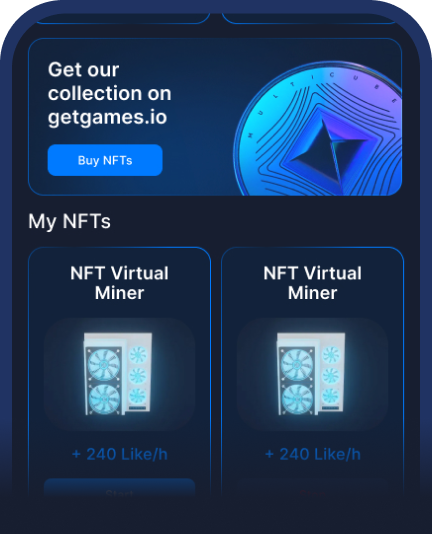 Get our
collection on
getgames.io
MULTICUBE
Buy NFTs
My NFTs
NFT Virtual
Miner
NFT Virtual
Miner
+ 240 Like/h
+ 240 Like/h